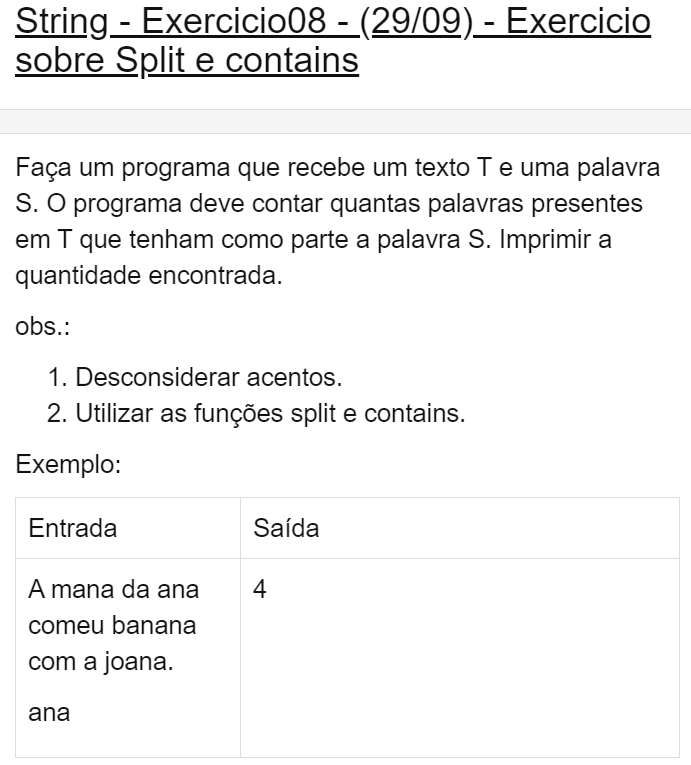 String - Exercicio08 - (29/09) - Exercicio
sobre Split e contains
Faça um programa que recebe um texto T e uma palavra
S. O programa deve contar quantas palavras presentes
em T que tenham como parte a palavra S. Imprimir a
quantidade encontrada.
obs.:
1. Desconsiderar acentos.
2. Utilizar as funções split e contains.
Exemplo:
Entrada
Saída
A mana da ana
comeu banana
com a joana.
ana
4